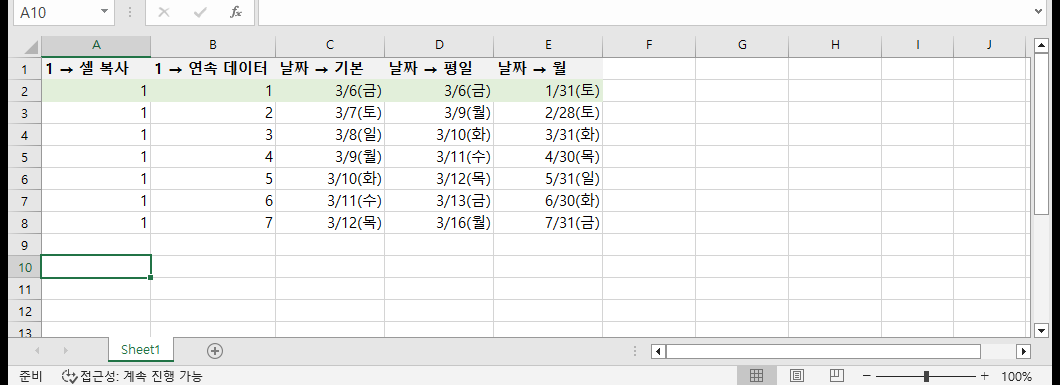 A10
fx
A B C D E F G H I J
1 1 → 셀 복사 1 → 연속 데이터 날짜 → 기본 날짜 → 평일 날짜 → 월
2 1 1 3/6(금) 3/6(금) 1/31(토)
3 1 2 3/7(토) 3/9(월) 2/28(토)
4 1 3 3/8(일) 3/10(화) 3/31(화)
5 1 4 3/9(월) 3/11(수) 4/30(목)
6 1 5 3/10(화) 3/12(목) 5/31(일)
7 1 6 3/11(수) 3/13(금) 6/30(화)
8 1 7 3/12(목) 3/16(월) 7/31(금)
9
10
11
12
13
Sheet1
준비 접근성: 계속 진행 가능 100%